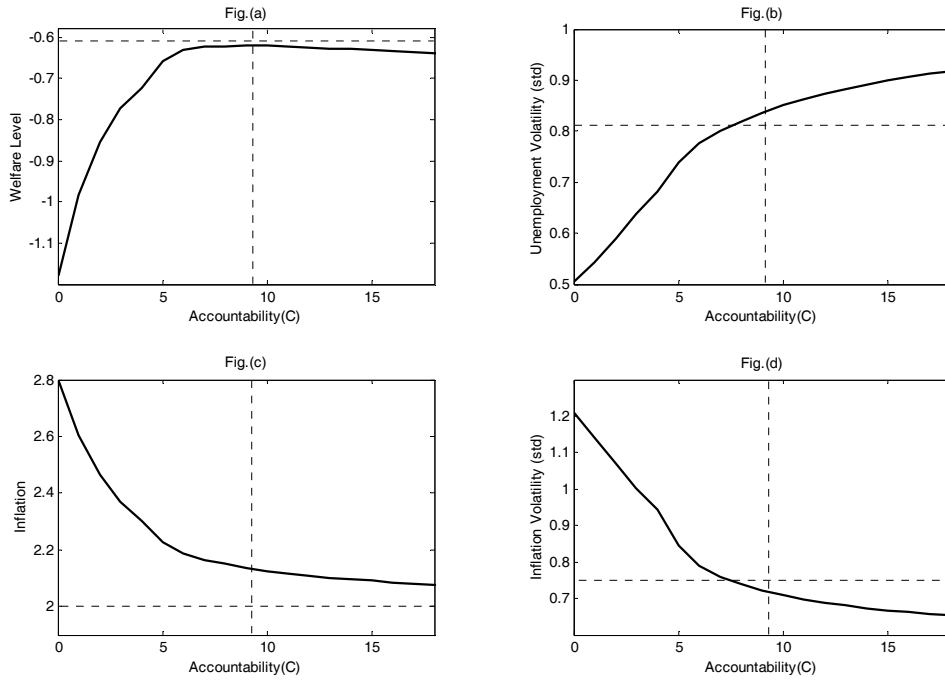 Fig.(a)
Welfare Level
-0.6
-0.7
-0.8
-0.9
-1
-1.1
0 5 10 15
Accountability(C)
Fig.(b)
Unemployment Volatility (std)
1
0.9
0.8
0.7
0.6
0.5
0 5 10 15
Accountability(C)
Fig.(c)
Inflation
2.8
2.6
2.4
2.2
2
0 5 10 15
Accountability(C)
Fig.(d)
Inflation Volatility (std)
1.2
1.1
1
0.9
0.8
0.7
0 5 10 15
Accountability(C)